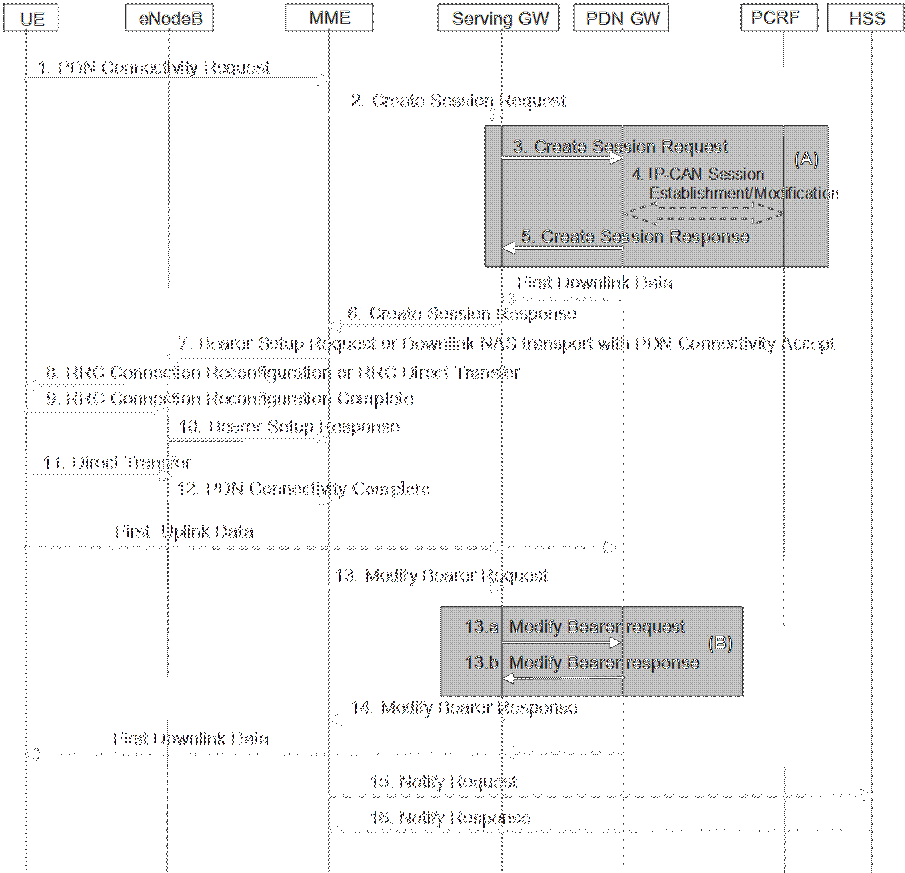 UE eNodeB MME Serving GW PDN GW PCRF HSS
1. PDN Connectivity Request
2. Create Session Request
3. Create Session Request
(A)
4. IP-CAN Session
Establishment/Modification
5. Create Session Response
First Downlink Data
6. Create Session Response
7. Bearer Setup Request or Downlink NAS transport with PDN Connectivity Accept
8. RRC Connection Reconfiguration or RRC Direct Transfer
9. RRC Connection Reconfiguration Complete
10. Bearer Setup Response
11. Direct Transfer
12. PDN Connectivity Complete
First Uplink Data
13. Modify Bearer Request
13.a Modify Bearer request
(B)
13.b Modify Bearer response
14. Modify Bearer Response
First Downlink Data
15. Notify Request
16. Notify Response